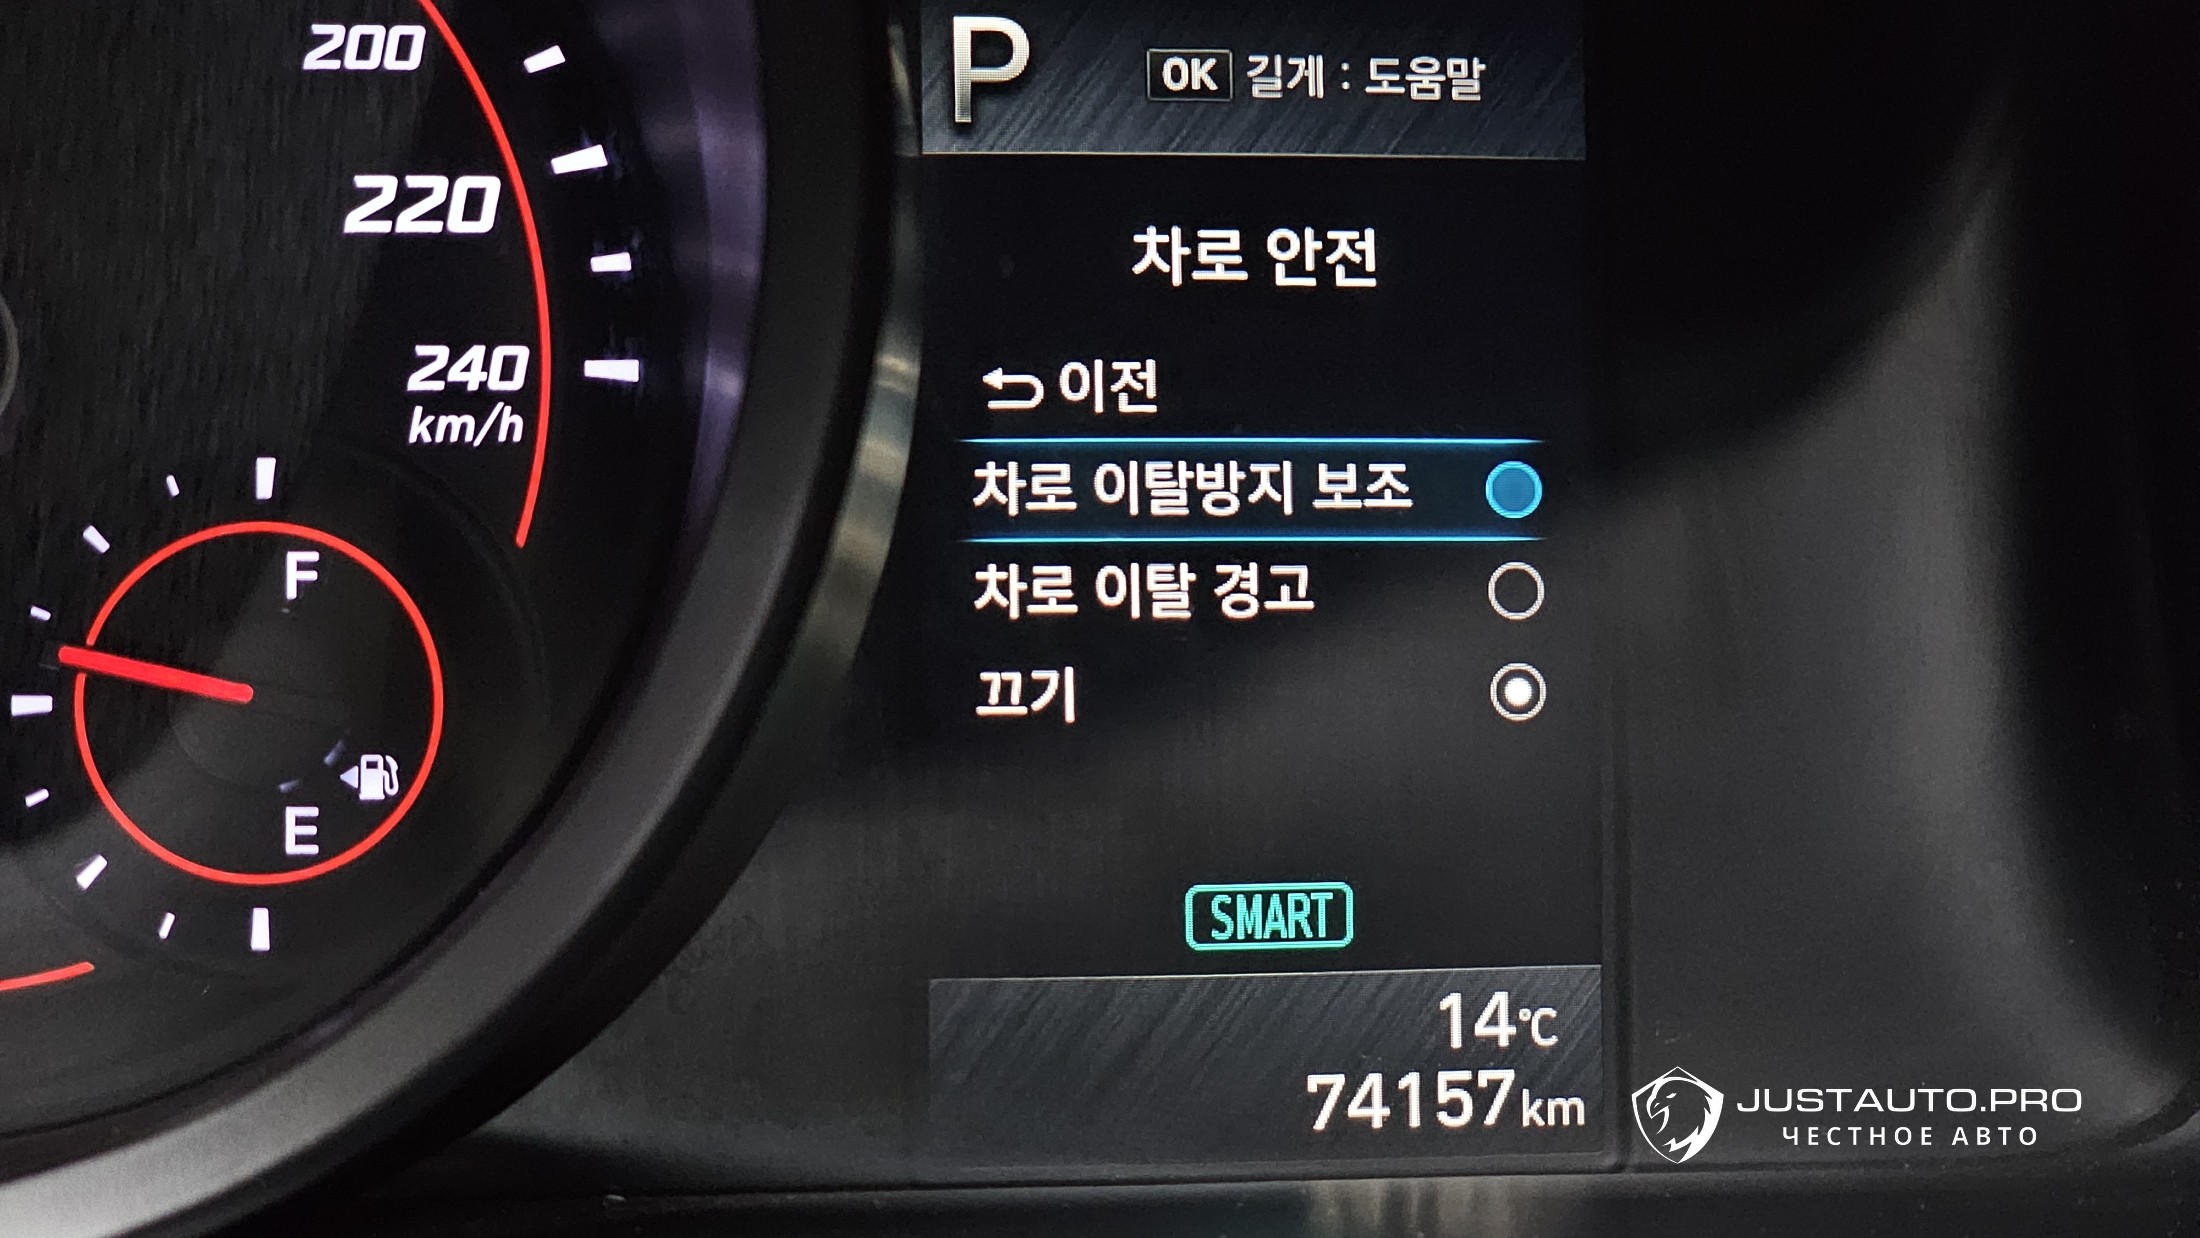 200
220
240
km/h
F
E
P
OK 길게 : 도움말
차로 안전
이전
차로 이탈방지 보조
차로 이탈 경고
끄기
SMART
14°C
74157 km
JUSTAUTO.PRO
ЧЕСТНОЕ АВТО